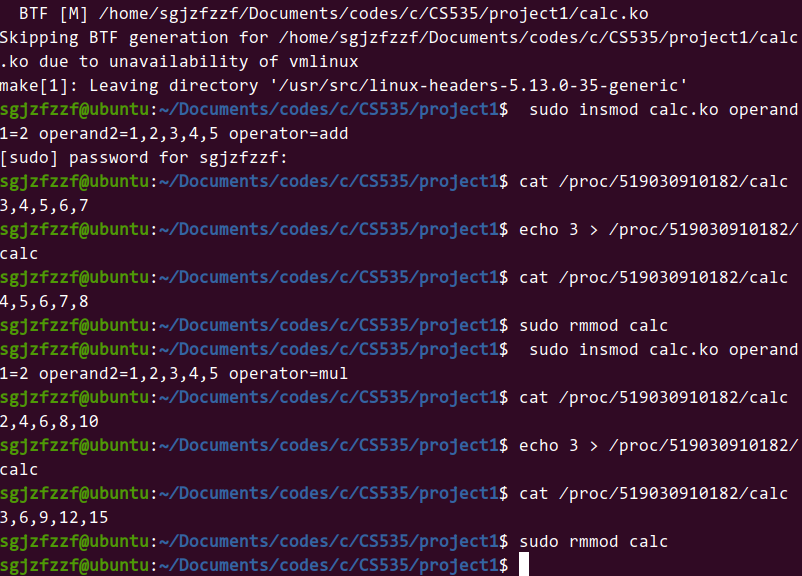 BTF [M] /home/sgjzfzzf/Documents/codes/c/CS535/project1/calc.ko
Skipping BTF generation for /home/sgjzfzzf/Documents/codes/c/CS535/project1/calc
.ko due to unavailability of vmlinux
make[1]: Leaving directory '/usr/src/linux-headers-5.13.0-35-generic'
sgjzfzzf@ubuntu:~/Documents/codes/c/CS535/project1$  sudo insmod calc.ko operand
1=2 operand2=1,2,3,4,5 operator=add
[sudo] password for sgjzfzzf:
sgjzfzzf@ubuntu:~/Documents/codes/c/CS535/project1$ cat /proc/519030910182/calc
3,4,5,6,7
sgjzfzzf@ubuntu:~/Documents/codes/c/CS535/project1$ echo 3 > /proc/519030910182/
calc
sgjzfzzf@ubuntu:~/Documents/codes/c/CS535/project1$ cat /proc/519030910182/calc
4,5,6,7,8
sgjzfzzf@ubuntu:~/Documents/codes/c/CS535/project1$ sudo rmmod calc
sgjzfzzf@ubuntu:~/Documents/codes/c/CS535/project1$  sudo insmod calc.ko operand
1=2 operand2=1,2,3,4,5 operator=mul
sgjzfzzf@ubuntu:~/Documents/codes/c/CS535/project1$ cat /proc/519030910182/calc
2,4,6,8,10
sgjzfzzf@ubuntu:~/Documents/codes/c/CS535/project1$ echo 3 > /proc/519030910182/
calc
sgjzfzzf@ubuntu:~/Documents/codes/c/CS535/project1$ cat /proc/519030910182/calc
3,6,9,12,15
sgjzfzzf@ubuntu:~/Documents/codes/c/CS535/project1$ sudo rmmod calc
sgjzfzzf@ubuntu:~/Documents/codes/c/CS535/project1$